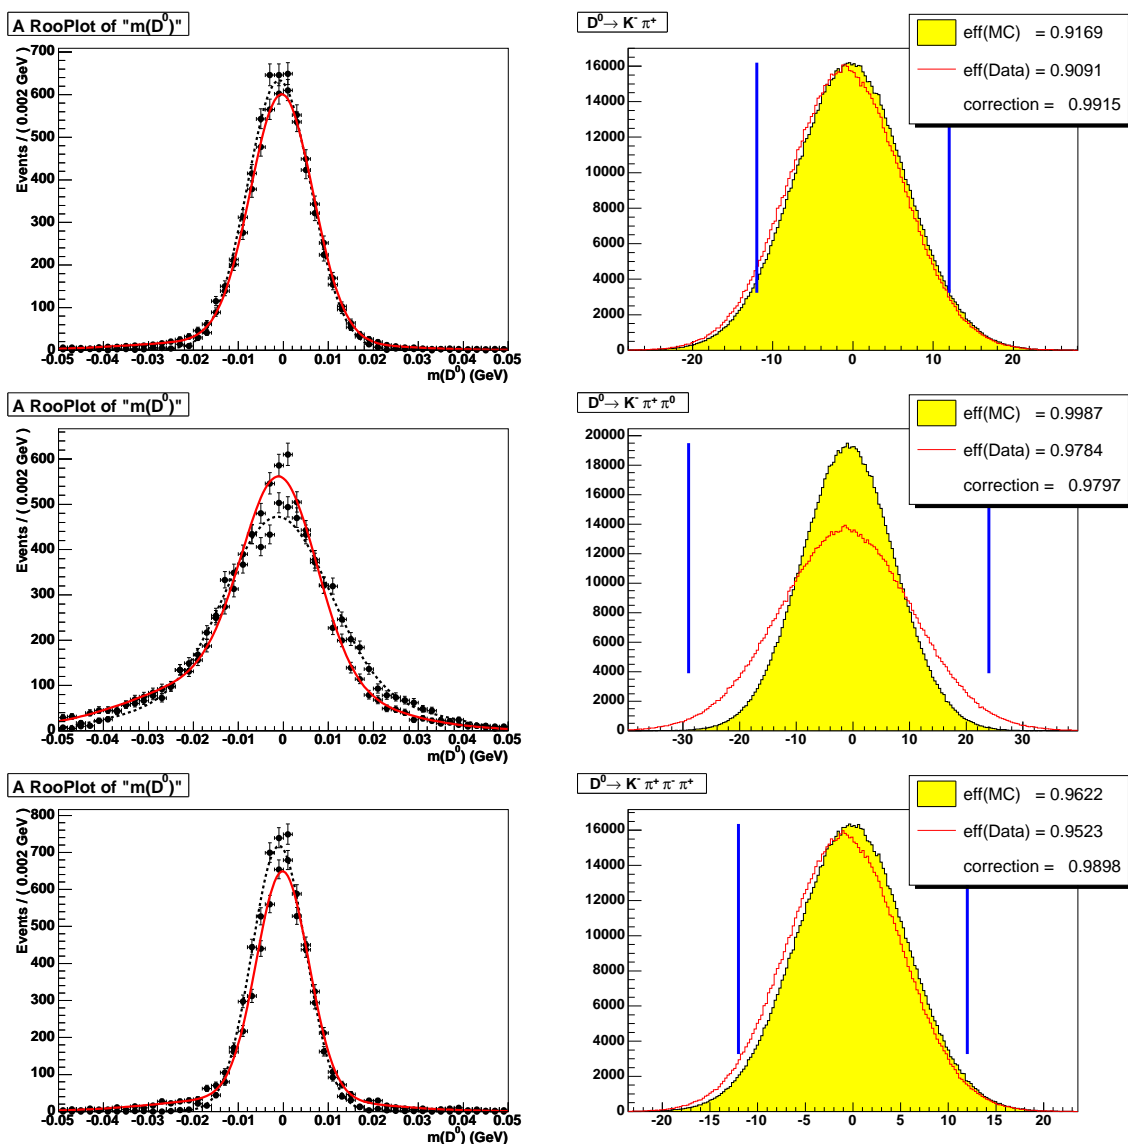 A RooPlot of "m(D⁰)"
Events / ( 0.002 GeV )
700
600
500
400
300
200
100
0
-0.05 -0.04 -0.03 -0.02 -0.01 0 0.01 0.02 0.03 0.04 0.05
m(D⁰) (GeV)
D⁰→ K⁻ π⁺
eff(MC) = 0.9169
eff(Data) = 0.9091
correction = 0.9915
16000
14000
12000
10000
8000
6000
4000
2000
0
-20 -10 0 10 20
A RooPlot of "m(D⁰)"
Events / ( 0.002 GeV )
600
500
400
300
200
100
0
-0.05 -0.04 -0.03 -0.02 -0.01 0 0.01 0.02 0.03 0.04 0.05
m(D⁰) (GeV)
D⁰→ K⁻ π⁺ π⁰
eff(MC) = 0.9987
eff(Data) = 0.9784
correction = 0.9797
20000
18000
16000
14000
12000
10000
8000
6000
4000
2000
0
-30 -20 -10 0 10 20 30
A RooPlot of "m(D⁰)"
Events / ( 0.002 GeV )
800
700
600
500
400
300
200
100
0
-0.05 -0.04 -0.03 -0.02 -0.01 0 0.01 0.02 0.03 0.04 0.05
m(D⁰) (GeV)
D⁰→ K⁻ π⁺ π⁻ π⁺
eff(MC) = 0.9622
eff(Data) = 0.9523
correction = 0.9898
16000
14000
12000
10000
8000
6000
4000
2000
0
-20 -15 -10 -5 0 5 10 15 20